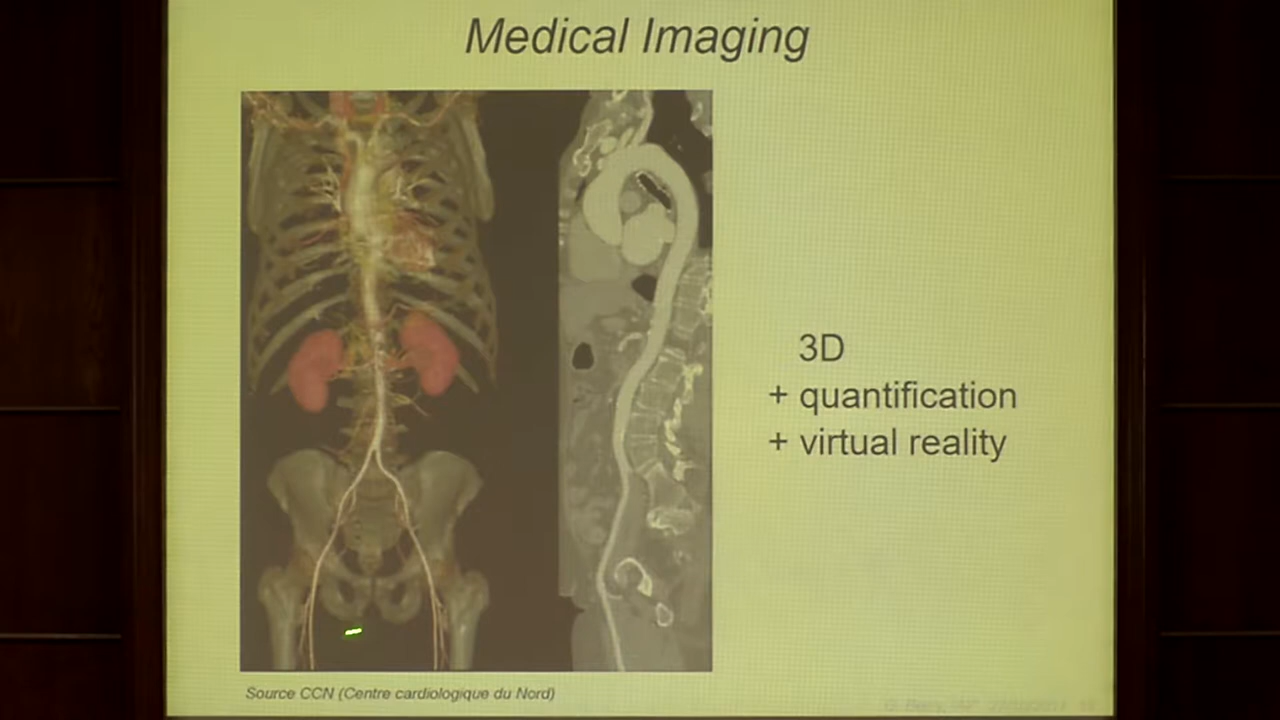 Medical Imaging
3D
+ quantification
+ virtual reality
Source CCN (Centre cardiologique du Nord)